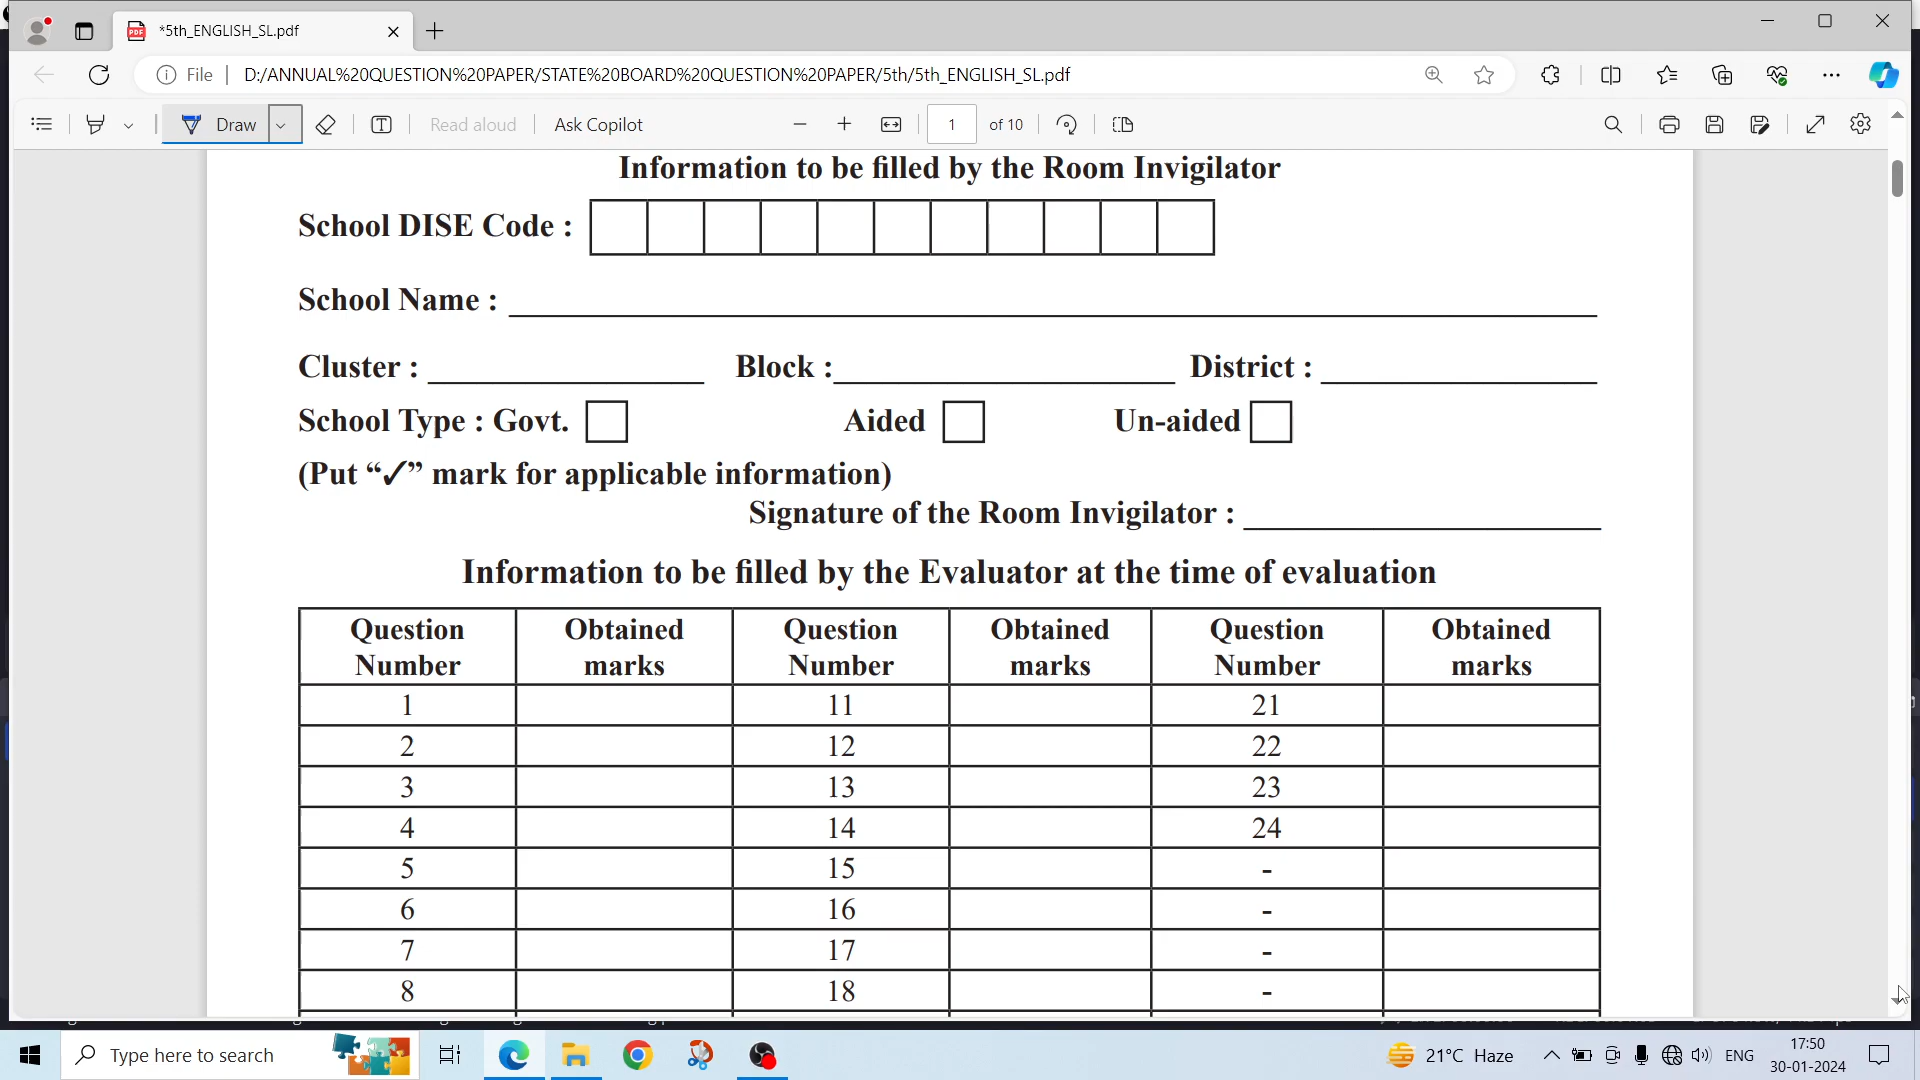 *5th_ENGLISH_SL.pdf
File
D:/ANNUAL%20QUESTION%20PAPER/STATE%20BOARD%20QUESTION%20PAPER/5th/5th_ENGLISH_SL.pdf
Draw
Read aloud
Ask Copilot
1 of 10
Information to be filled by the Room Invigilator
School DISE Code :
School Name :
Cluster : Block : District :
School Type : Govt. Aided Un-aided
(Put “✓” mark for applicable information)
Signature of the Room Invigilator :
Information to be filled by the Evaluator at the time of evaluation
Question Number Obtained marks Question Number Obtained marks Question Number Obtained marks
1 11 21
2 12 22
3 13 23
4 14 24
5 15 -
6 16 -
7 17 -
8 18 -
Type here to search
21°C Haze
ENG
17:50
30-01-2024